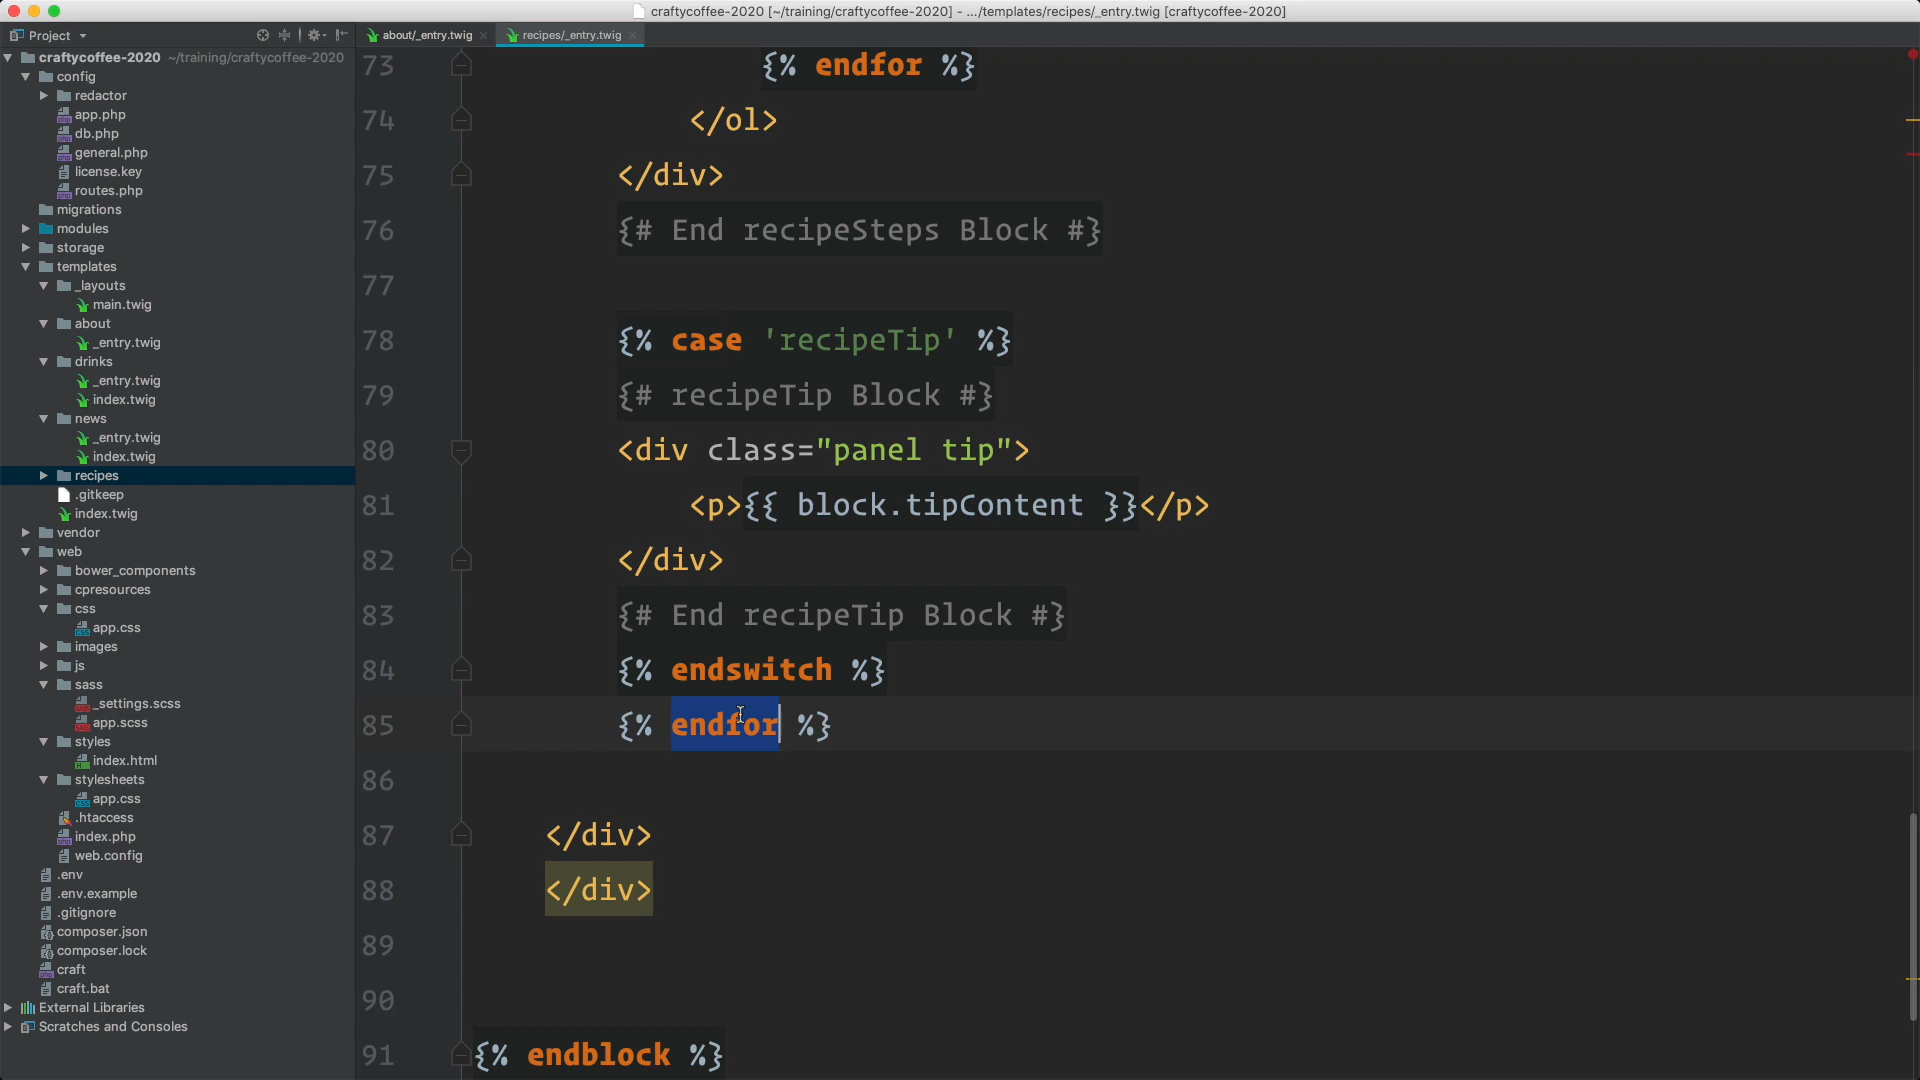 craftycoffee-2020 [~/training/craftycoffee-2020] - .../templates/recipes/_entry.twig [craftycoffee-2020]
Project
about/_entry.twig
recipes/_entry.twig
craftycoffee-2020 ~/training/craftycoffee-2020
config
redactor
app.php
db.php
general.php
license.key
routes.php
migrations
modules
storage
templates
_layouts
main.twig
about
_entry.twig
drinks
_entry.twig
index.twig
news
_entry.twig
index.twig
recipes
.gitkeep
index.twig
vendor
web
bower_components
cpresources
css
app.css
images
js
sass
_settings.scss
app.scss
styles
index.html
stylesheets
app.css
.htaccess
index.php
web.config
.env
.env.example
.gitignore
composer.json
composer.lock
craft
craft.bat
External Libraries
Scratches and Consoles
73 {% endfor %}
74 </ol>
75 </div>
76 {# End recipeSteps Block #}
77
78 {% case 'recipeTip' %}
79 {# recipeTip Block #}
80 <div class="panel tip">
81 <p>{{ block.tipContent }}</p>
82 </div>
83 {# End recipeTip Block #}
84 {% endswitch %}
85 {% endfor %}
86
87 </div>
88 </div>
89
90
91 {% endblock %}